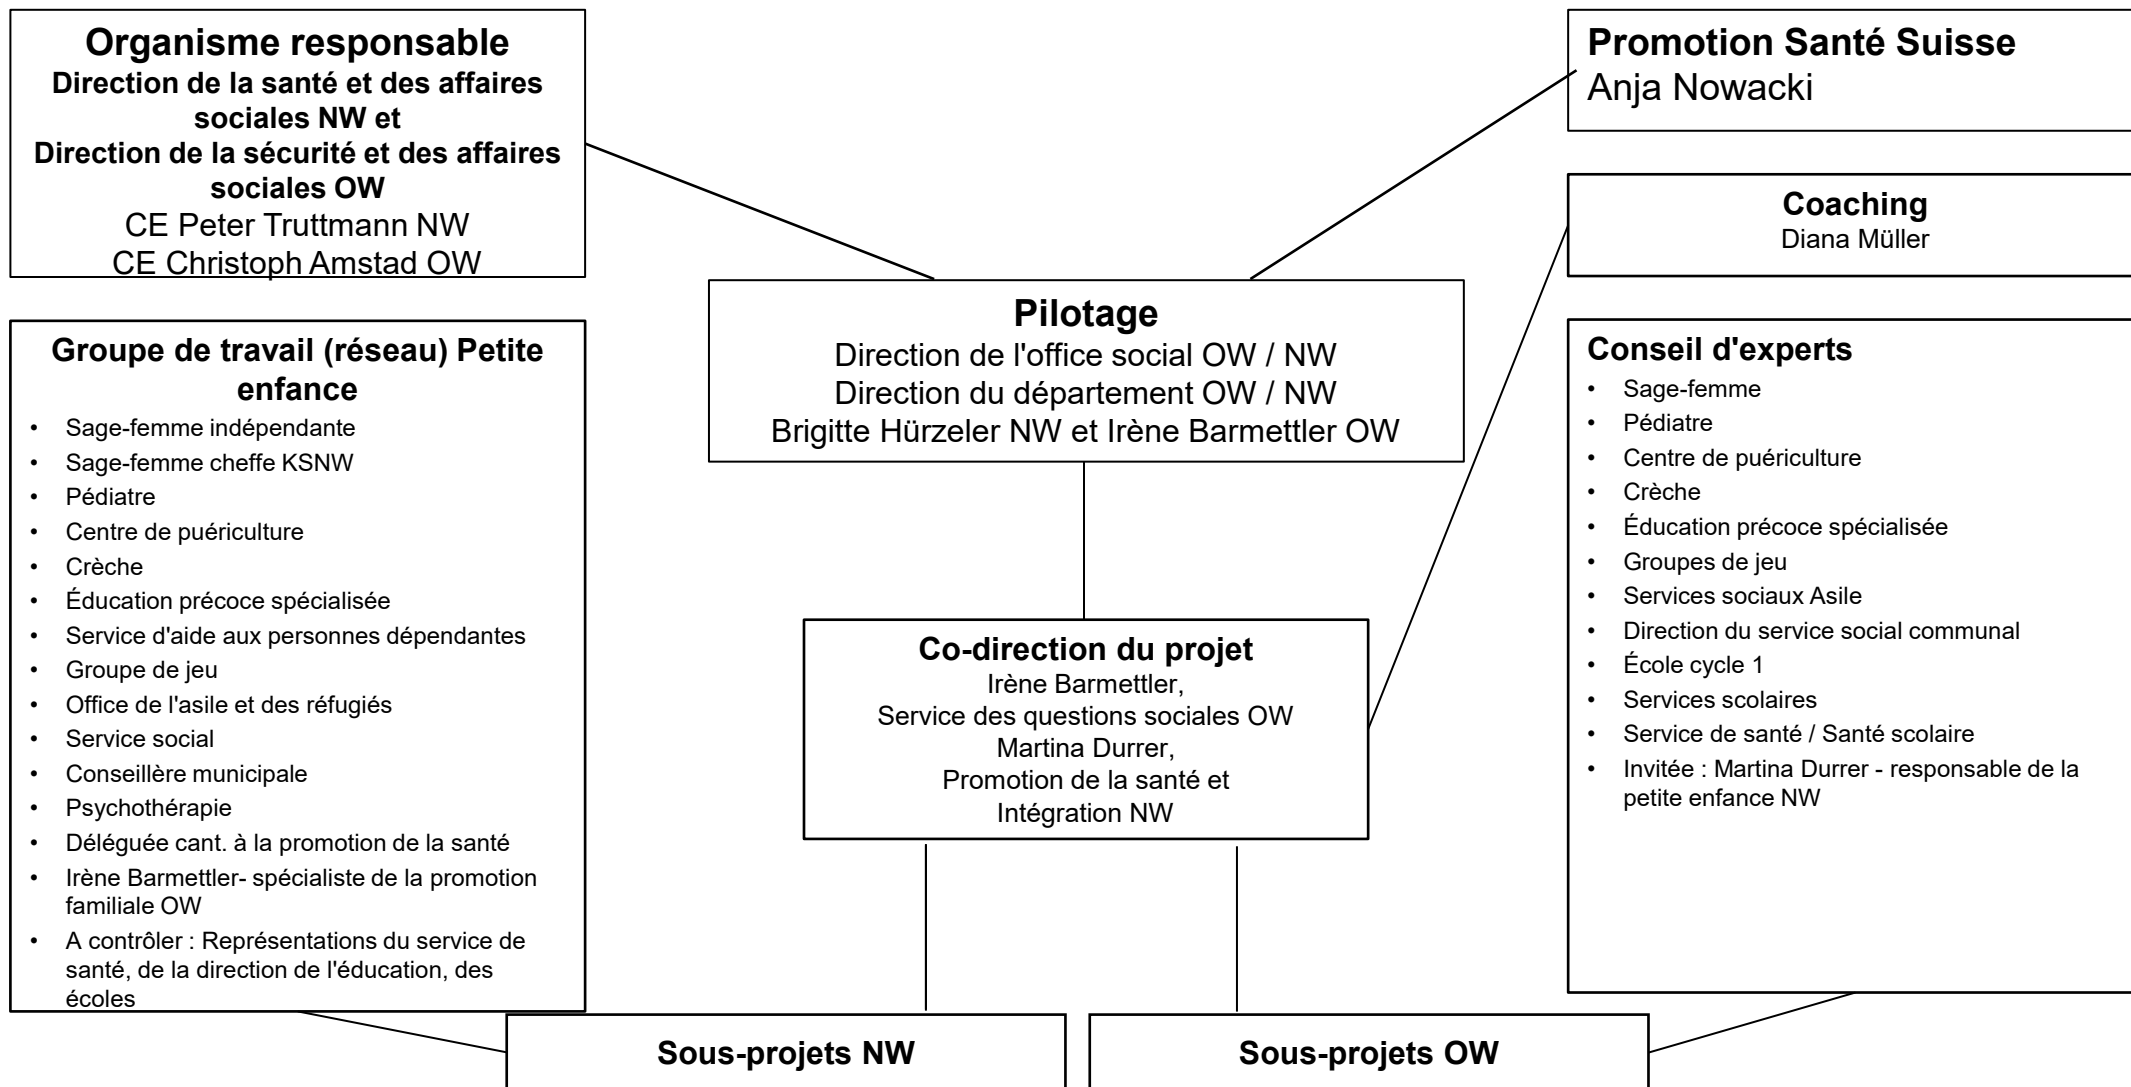 Organisme responsable
Direction de la santé et des affaires
sociales NW et
Direction de la sécurité et des affaires
sociales OW
CE Peter Truttmann NW
CE Christoph Amstad OW
Promotion Santé Suisse
Anja Nowacki
Coaching
Diana Müller
Pilotage
Direction de l'office social OW / NW
Direction du département OW / NW
Brigitte Hürzeler NW et Irène Barmettler OW
Groupe de travail (réseau) Petite
enfance
• Sage-femme indépendante
• Sage-femme cheffe KSNW
• Pédiatre
• Centre de puériculture
• Crèche
• Éducation précoce spécialisée
• Service d'aide aux personnes dépendantes
• Groupe de jeu
• Office de l'asile et des réfugiés
• Service social
• Conseillère municipale
• Psychothérapie
• Déléguée cant. à la promotion de la santé
• Irène Barmettler- spécialiste de la promotion
familiale OW
• A contrôler : Représentations du service de
santé, de la direction de l'éducation, des
écoles
Co-direction du projet
Irène Barmettler,
Service des questions sociales OW
Martina Durrer,
Promotion de la santé et
Intégration NW
Conseil d'experts
• Sage-femme
• Pédiatre
• Centre de puériculture
• Crèche
• Éducation précoce spécialisée
• Groupes de jeu
• Services sociaux Asile
• Direction du service social communal
• École cycle 1
• Services scolaires
• Service de santé / Santé scolaire
• Invitée : Martina Durrer - responsable de la
petite enfance NW
Sous-projets NW
Sous-projets OW